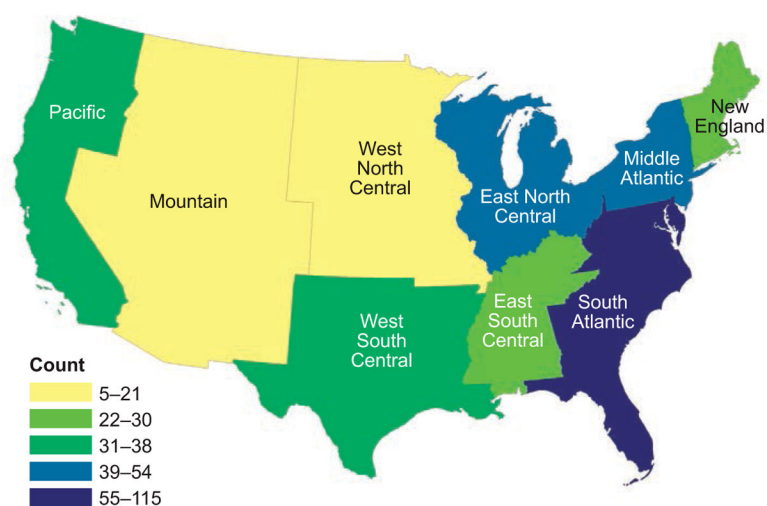 Pacific
New
England
West
North
Central
Middle
Atlantic
Mountain
East North
Central
East
South
Central
South
Atlantic
West
South
Central
Count
5–21
22–30
31–38
39–54
55–115